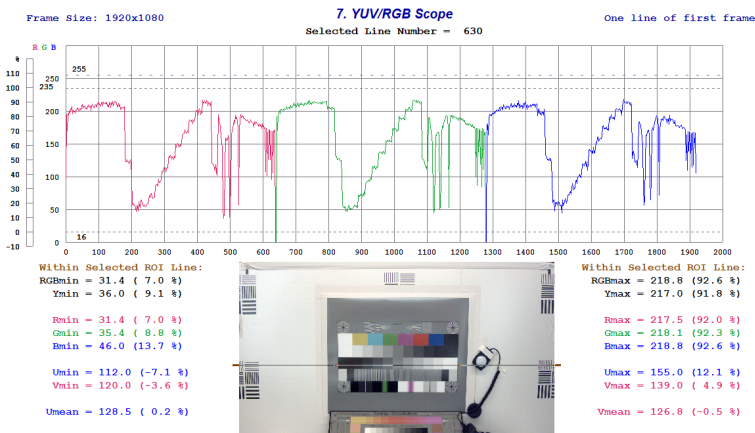 Frame Size: 1920x1080
7. YUV/RGB Scope
One line of first frame
Selected Line Number = 630
R G B
%
255
235
16
110
100
90
80
70
60
50
40
30
20
10
0
-10
250
200
150
100
50
0
0 100 200 300 400 500 600 700 800 900 1000 1100 1200 1300 1400 1500 1600 1700 1800 1900 2000
Within Selected ROI Line:
RGBmin = 31.4 ( 7.0 %)
Ymin = 36.0 ( 9.1 %)
Rmin = 31.4 ( 7.0 %)
Gmin = 35.4 ( 8.8 %)
Bmin = 46.0 (13.7 %)
Umin = 112.0 (-7.1 %)
Vmin = 120.0 (-3.6 %)
Umean = 128.5 ( 0.2 %)
Within Selected ROI Line:
RGBmax = 218.8 (92.6 %)
Ymax = 217.0 (91.8 %)
Rmax = 217.5 (92.0 %)
Gmax = 218.1 (92.3 %)
Bmax = 218.8 (92.6 %)
Umax = 155.0 (12.1 %)
Vmax = 139.0 ( 4.9 %)
Vmean = 126.8 (-0.5 %)